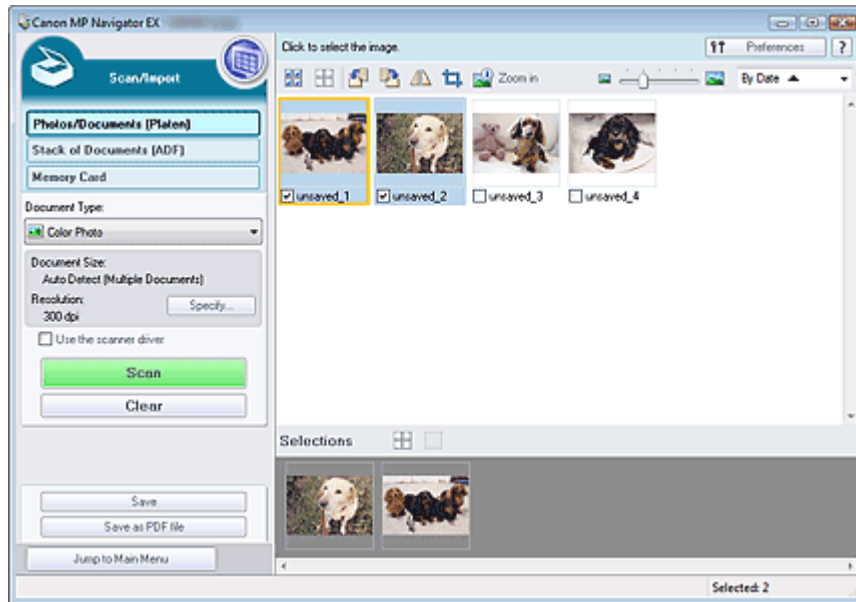 Canon MP Navigator EX
Scan/Import
Photos/Documents (Platen)
Stack of Documents (ADF)
Memory Card
Document Type:
Color Photo
Document Size:
Auto Detect (Multiple Documents)
Resolution:
300 dpi
Specify...
Use the scanner driver
Scan
Clear
Save
Save as PDF file
Jump to Main Menu
Click to select the image.
Preferences
?
Zoom in
By Date
unsaved_1
unsaved_2
unsaved_3
unsaved_4
Selections
Selected: 2